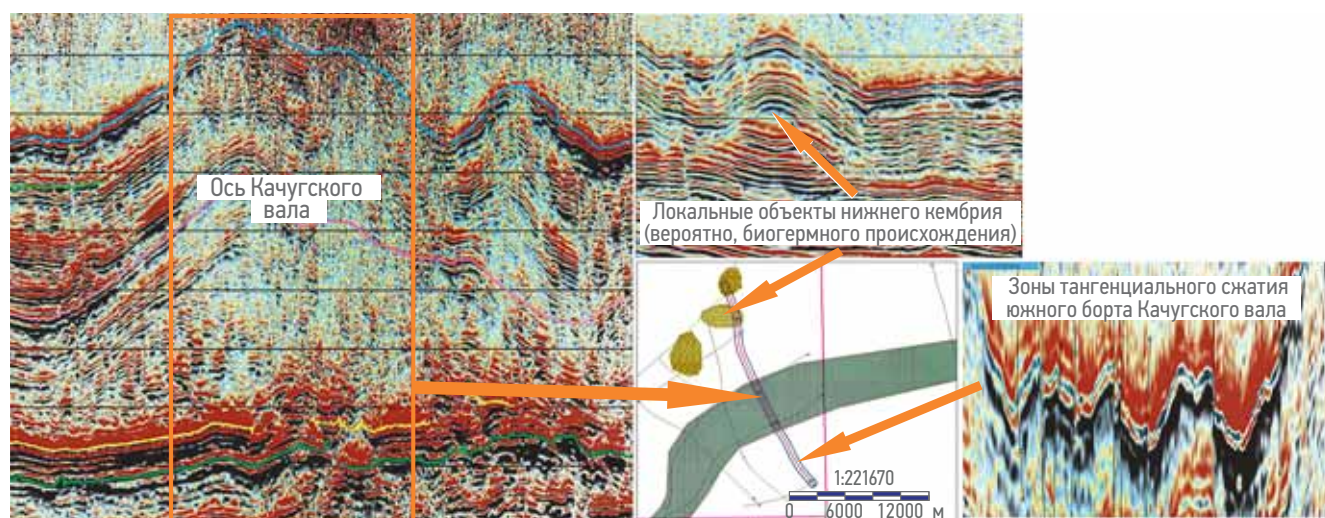 Ось Качугского
вала
Локальные объекты нижнего кембрия
(вероятно, биогермного происхождения)
Зоны тангенциального сжатия
южного борта Качугского вала
1:221670
0 6000 12000 м